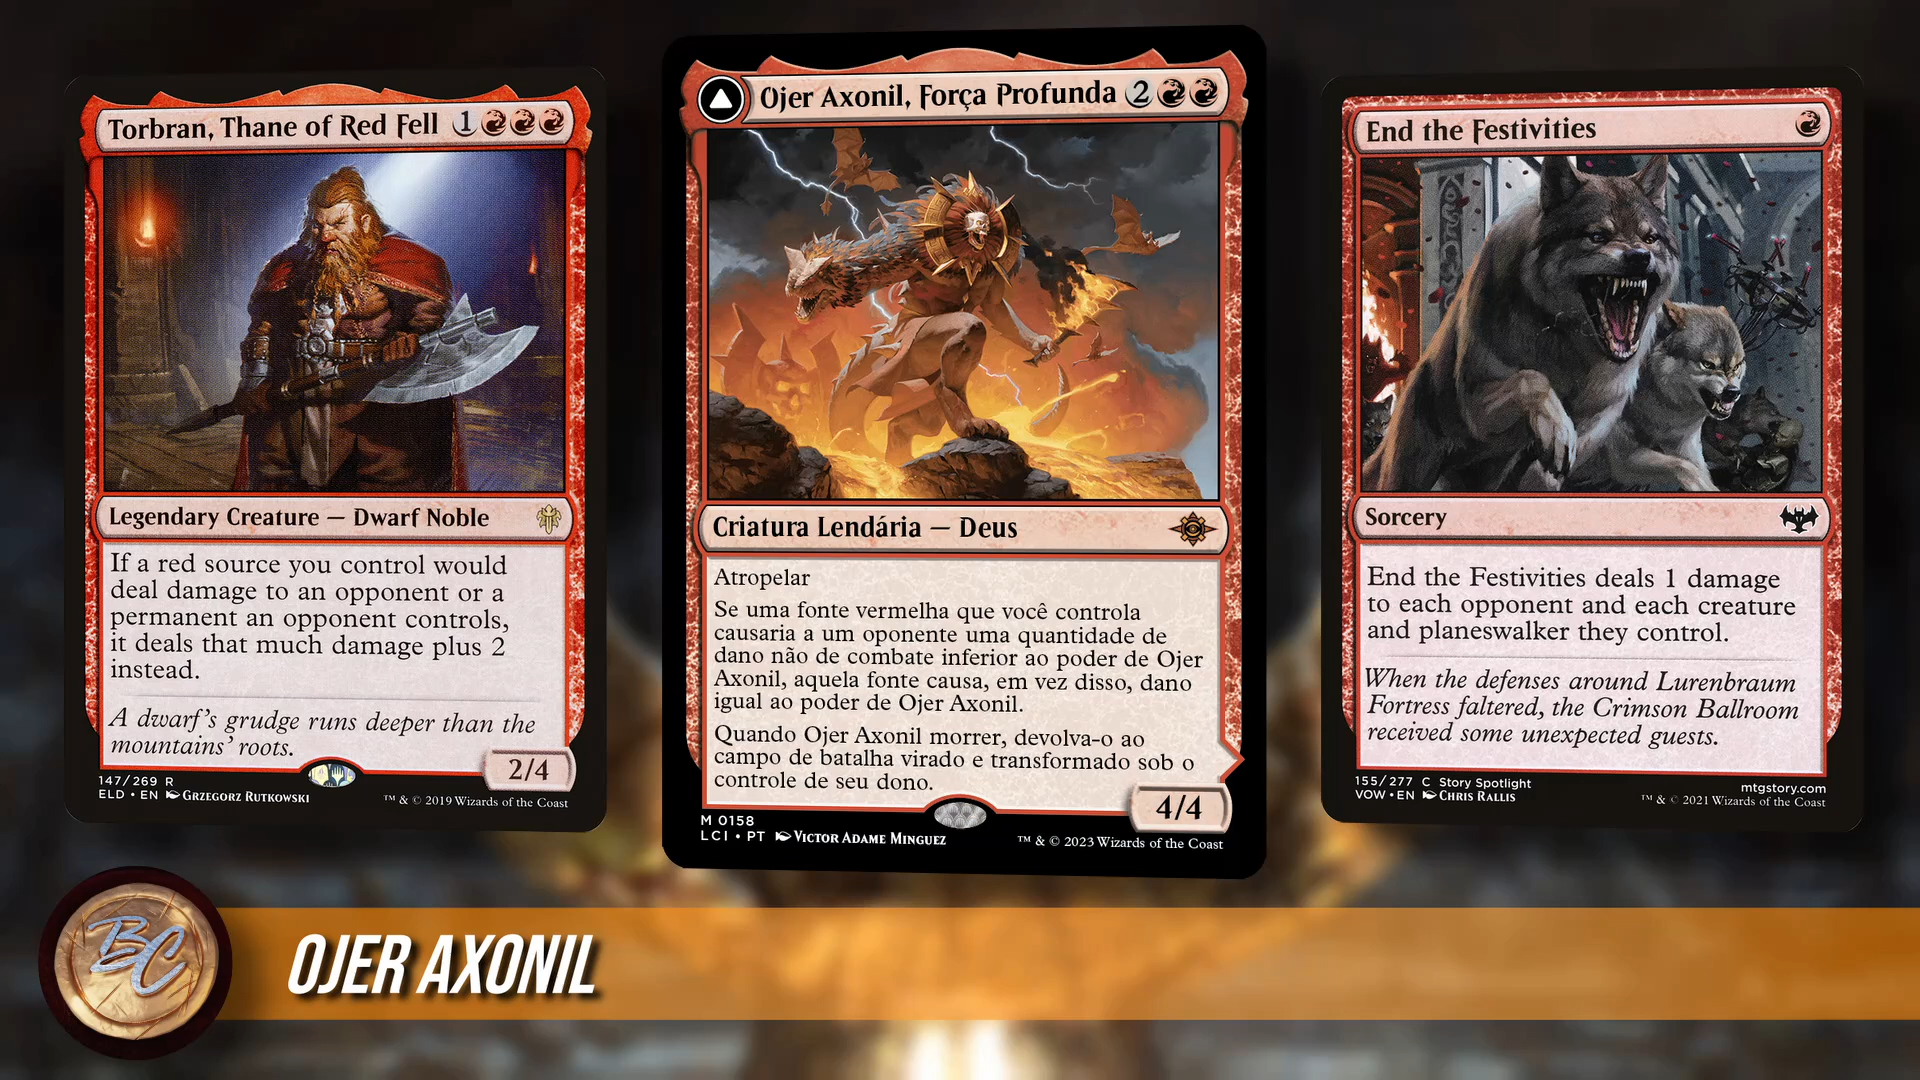 Torbran, Thane of Red Fell 1
Legendary Creature — Dwarf Noble
If a red source you control would
deal damage to an opponent or a
permanent an opponent controls,
it deals that much damage plus 2
instead.
A dwarf's grudge runs deeper than the
mountains' roots.
2/4
147/269 R
ELD • EN Grzegorz Rutkowski
™ & © 2019 Wizards of the Coast
Ojer Axonil, Força Profunda 2
Criatura Lendária — Deus
Atropelar
Se uma fonte vermelha que você controla
causaria a um oponente uma quantidade de
dano não de combate inferior ao poder de Ojer
Axonil, aquela fonte causa, em vez disso, dano
igual ao poder de Ojer Axonil.
Quando Ojer Axonil morrer, devolva-o ao
campo de batalha virado e transformado sob o
controle de seu dono.
4/4
M 0158
LCI • PT Victor Adame Minguez
™ & © 2023 Wizards of the Coast
End the Festivities
Sorcery
End the Festivities deals 1 damage
to each opponent and each creature
and planeswalker they control.
When the defenses around Lurenbraum
Fortress faltered, the Crimson Ballroom
received some unexpected guests.
155/277 C Story Spotlight
VOW • EN Chris Rallis
mtgstory.com
™ & © 2021 Wizards of the Coast
BC
OJER AXONIL